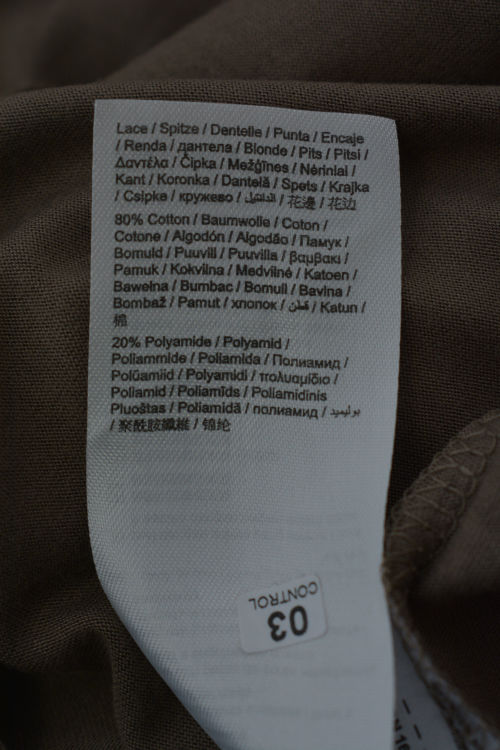 Lace / Spitze / Dentelle / Punta / Encaje
/ Renda / дантела / Blonde / Pits / Pitsi /
Δαντέλα / Čipka / Mežģīnes / Nėriniai /
Kant / Koronka / Dantelă / Spets / Krajka
/ Csipke / кружево / الدانتيل / 花邊 / 花边
80% Cotton / Baumwolle / Coton /
Cotone / Algodón / Algodão / Памук /
Bomuld / Puuvill / Puuvilla / βαμβακι /
Pamuk / Kokvilna / Medvilnė / Katoen /
Bawełna / Bumbac / Bomull / Bavlna /
Bombaž / Pamut / хлопок / قطن / Katun /
棉
20% Polyamide / Polyamid /
Poliammide / Poliamida / Полиамид /
Polüamiid / Polyamidi / πολυαμίδιο /
Poliamid / Poliamīds / Poliamidinis
Pluoštas / Poliamidă / полиамид / بوليميد
/ 聚酰胺纖維 / 锦纶
CONTROL
03